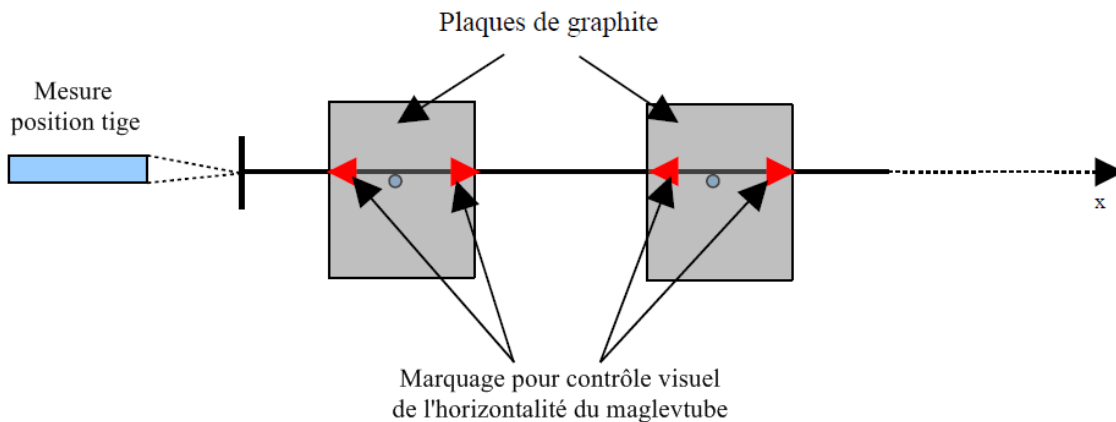 Plaques de graphite
Mesure
position tige
x
Marquage pour contrôle visuel
de l'horizontalité du maglevtube